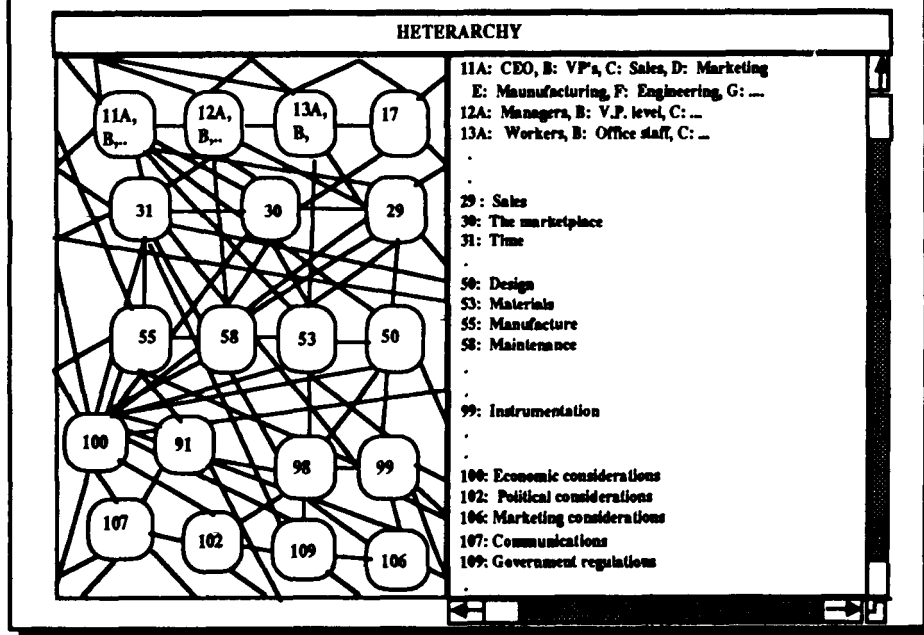 HETERARCHY
11A,
B,..
12A,
B,..
13A,
B,
17
31
30
29
55
58
53
50
100
91
98
99
107
102
109
106
11A: CEO, B: VP's, C: Sales, D: Marketing
E: Maunufacturing, F: Engineering, G: ....
12A: Managers, B: V.P. level, C: ...
13A: Workers, B: Office staff, C: ...
.
.
29 : Sales
30: The marketplace
31: Time
.
50: Design
53: Materials
55: Manufacture
58: Maintenance
.
.
99: Instrumentation
.
.
100: Economic considerations
102: Political considerations
106: Marketing considerations
107: Communications
109: Government regulations
.